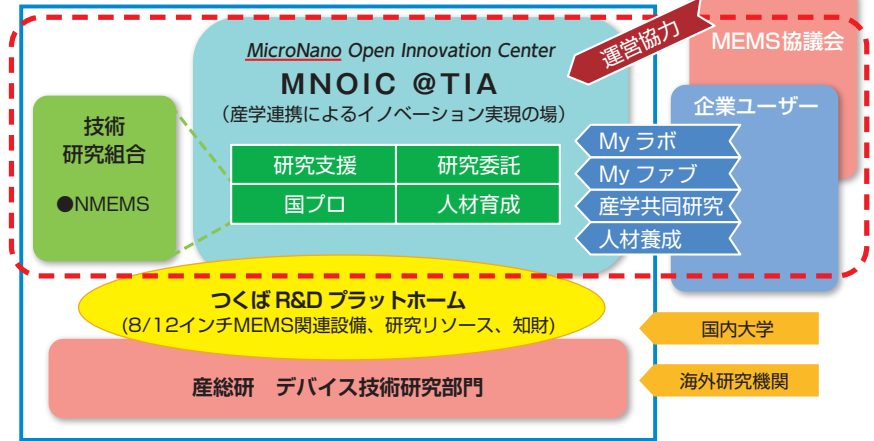 MicroNano Open Innovation Center
MNOIC @TIA
(産学連携によるイノベーション実現の場)
運営協力
MEMS協議会
企業ユーザー
技術
研究組合
●NMEMS
研究支援
研究委託
国プロ
人材育成
My ラボ
My ファブ
産学共同研究
人材養成
つくば R&D プラットホーム
(8/12インチMEMS関連設備、研究リソース、知財)
国内大学
産総研　デバイス技術研究部門
海外研究機関